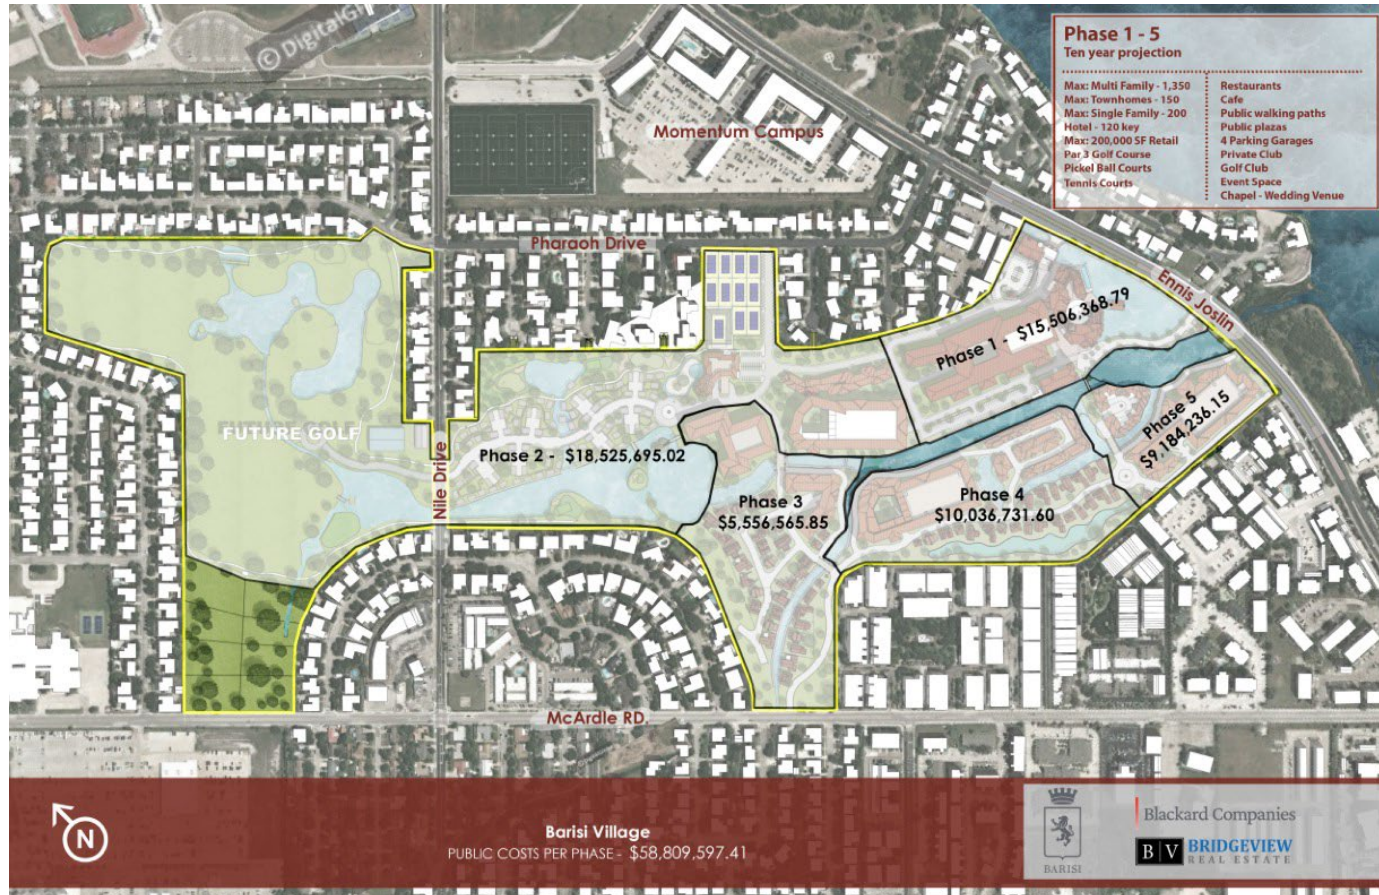 © DigitalGl
Phase 1 - 5
Ten year projection
Max: Multi Family - 1,350
Max: Townhomes - 150
Max: Single Family - 200
Hotel - 120 key
Max: 200,000 SF Retail
Par 3 Golf Course
Pickel Ball Courts
Tennis Courts
Restaurants
Cafe
Public walking paths
Public plazas
4 Parking Garages
Private Club
Golf Club
Event Space
Chapel - Wedding Venue
Momentum Campus
Pharaoh Drive
Ennis Joslin
Phase 1 - $15,506,368.79
Phase 5
$9,184,236.15
FUTURE GOLF
Nile Drive
Phase 2 - $18,525,695.02
Phase 3
$5,556,565.85
Phase 4
$10,036,731.60
McArdle RD.
N
Barisi Village
PUBLIC COSTS PER PHASE - $58,809,597.41
BARISI
Blackard Companies
B V BRIDGEVIEW
REAL ESTATE